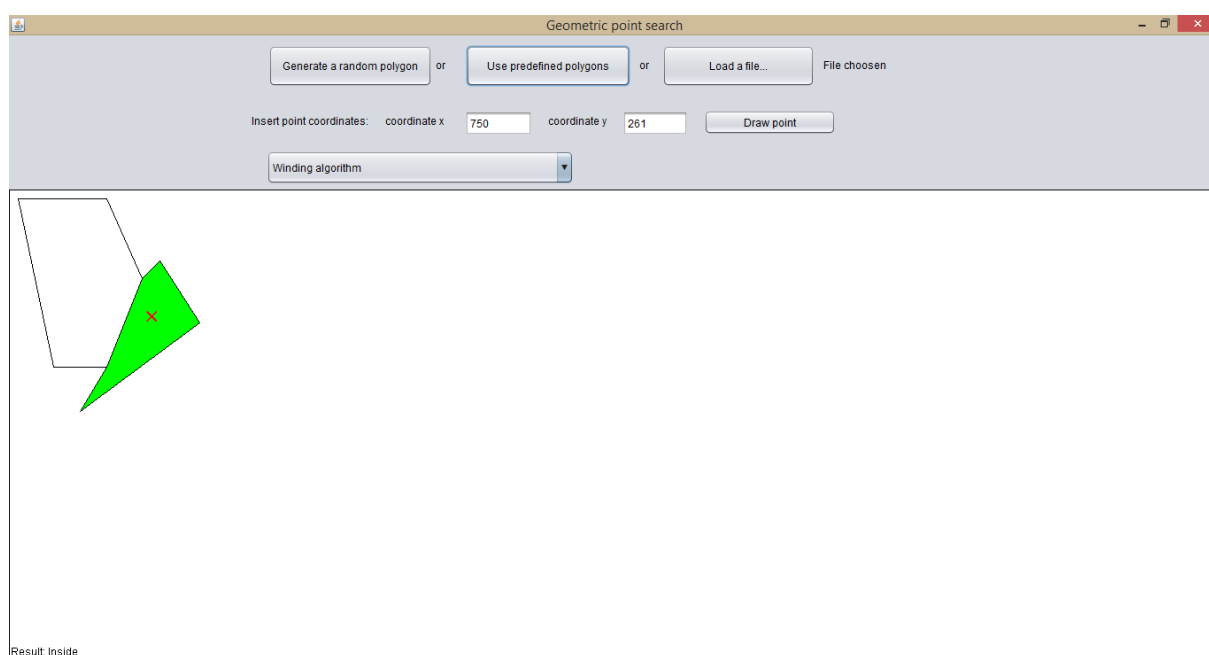 Geometric point search
Generate a random polygon or Use predefined polygons or Load a file... File choosen
Insert point coordinates: coordinate x 750 coordinate y 261 Draw point
Winding algorithm
Result: Inside